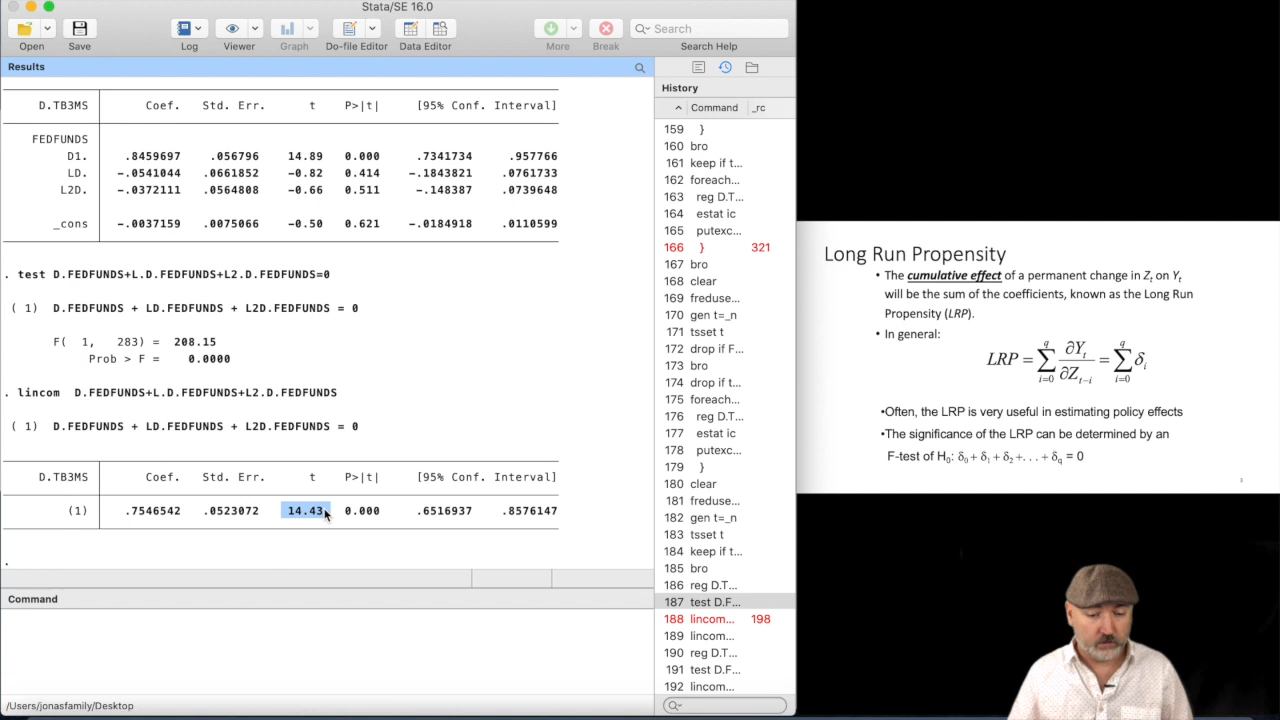 Stata/SE 16.0
Open Save Log Viewer Graph Do-file Editor Data Editor More Break Search Search Help
Results
D.TB3MS Coef. Std. Err. t P>|t| [95% Conf. Interval]
FEDFUNDS
D1. .8459697 .056796 14.89 0.000 .7341734 .957766
LD. -.0541044 .0661852 -0.82 0.414 -.1843821 .0761733
L2D. -.0372111 .0564808 -0.66 0.511 -.148387 .0739648
_cons -.0037159 .0075066 -0.50 0.621 -.0184918 .0110599
. test D.FEDFUNDS+L.D.FEDFUNDS+L2.D.FEDFUNDS=0
( 1) D.FEDFUNDS + LD.FEDFUNDS + L2D.FEDFUNDS = 0
F( 1, 283) = 208.15
Prob > F = 0.0000
. lincom D.FEDFUNDS+L.D.FEDFUNDS+L2.D.FEDFUNDS
( 1) D.FEDFUNDS + LD.FEDFUNDS + L2D.FEDFUNDS = 0
D.TB3MS Coef. Std. Err. t P>|t| [95% Conf. Interval]
(1) .7546542 .0523072 14.43 0.000 .6516937 .8576147
.
Command
/Users/jonasfamily/Desktop
History
Command _rc
159 }
160 bro
161 keep if t...
162 foreach...
163 reg D.T...
164 estat ic
165 putexc...
166 } 321
167 bro
168 clear
169 freduse...
170 gen t=_n
171 tsset t
172 drop if F...
173 bro
174 drop if t...
175 foreach...
176 reg D.T...
177 estat ic
178 putexc...
179 }
180 clear
181 freduse...
182 gen t=_n
183 tsset t
184 keep if t...
185 bro
186 reg D.T...
187 test D.F...
188 lincom... 198
189 lincom...
190 reg D.T...
191 test D.F...
192 lincom...
Long Run Propensity
• The cumulative effect of a permanent change in Zt on Yt
will be the sum of the coefficients, known as the Long Run
Propensity (LRP).
• In general:
LRP = ∑_{i=0}^{q} ∂Y_t/∂Z_{t-i} = ∑_{i=0}^{q} δ_i
•Often, the LRP is very useful in estimating policy effects
•The significance of the LRP can be determined by an
F-test of H0: δ0 + δ1 + δ2 +. . . + δq = 0